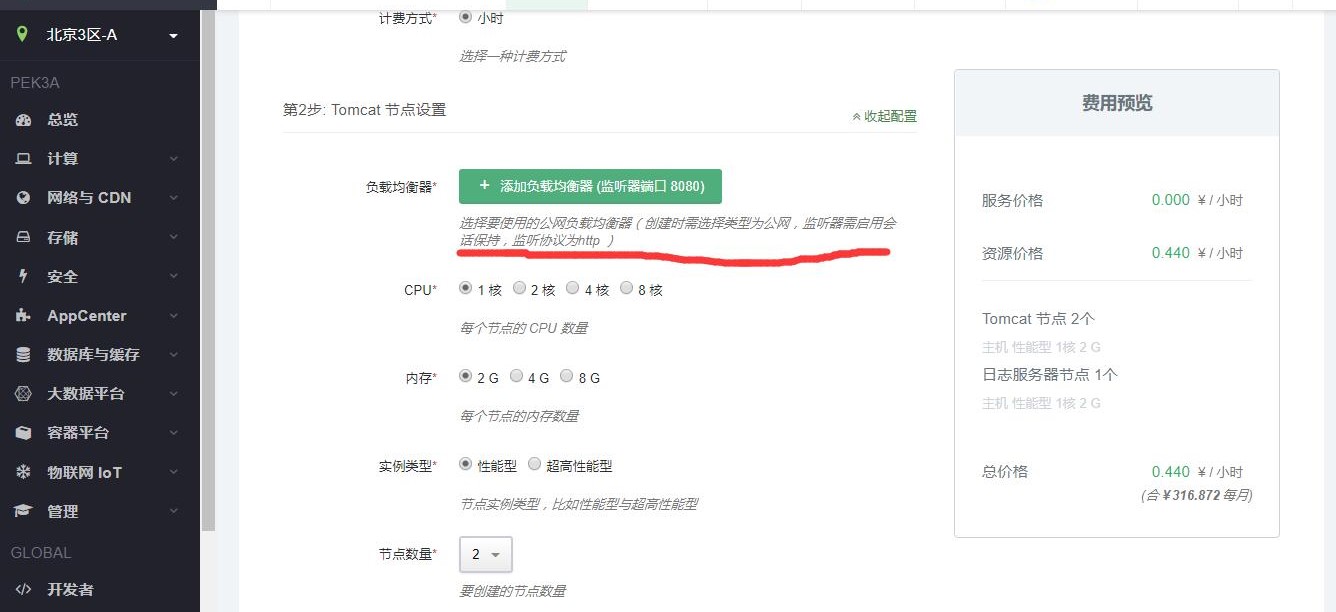 北京3区-A
PEK3A
总览
计算
网络与 CDN
存储
安全
AppCenter
数据库与缓存
大数据平台
容器平台
物联网 IoT
管理
GLOBAL
开发者
计费方式* 小时
选择一种计费方式
第2步: Tomcat 节点设置
收起配置
负载均衡器* + 添加负载均衡器 (监听器端口 8080)
选择要使用的公网负载均衡器（创建时需选择类型为公网，监听器需启用会
话保持，监听协议为http ）
CPU* 1 核 2 核 4 核 8 核
每个节点的 CPU 数量
内存* 2 G 4 G 8 G
每个节点的内存数量
实例类型* 性能型 超高性能型
节点实例类型，比如性能型与超高性能型
节点数量* 2
要创建的节点数量
费用预览
服务价格 0.000 ¥ / 小时
资源价格 0.440 ¥ / 小时
Tomcat 节点 2个
主机 性能型 1核 2 G
日志服务器节点 1个
主机 性能型 1核 2 G
总价格 0.440 ¥ / 小时
(合 ¥ 316.872 每月)